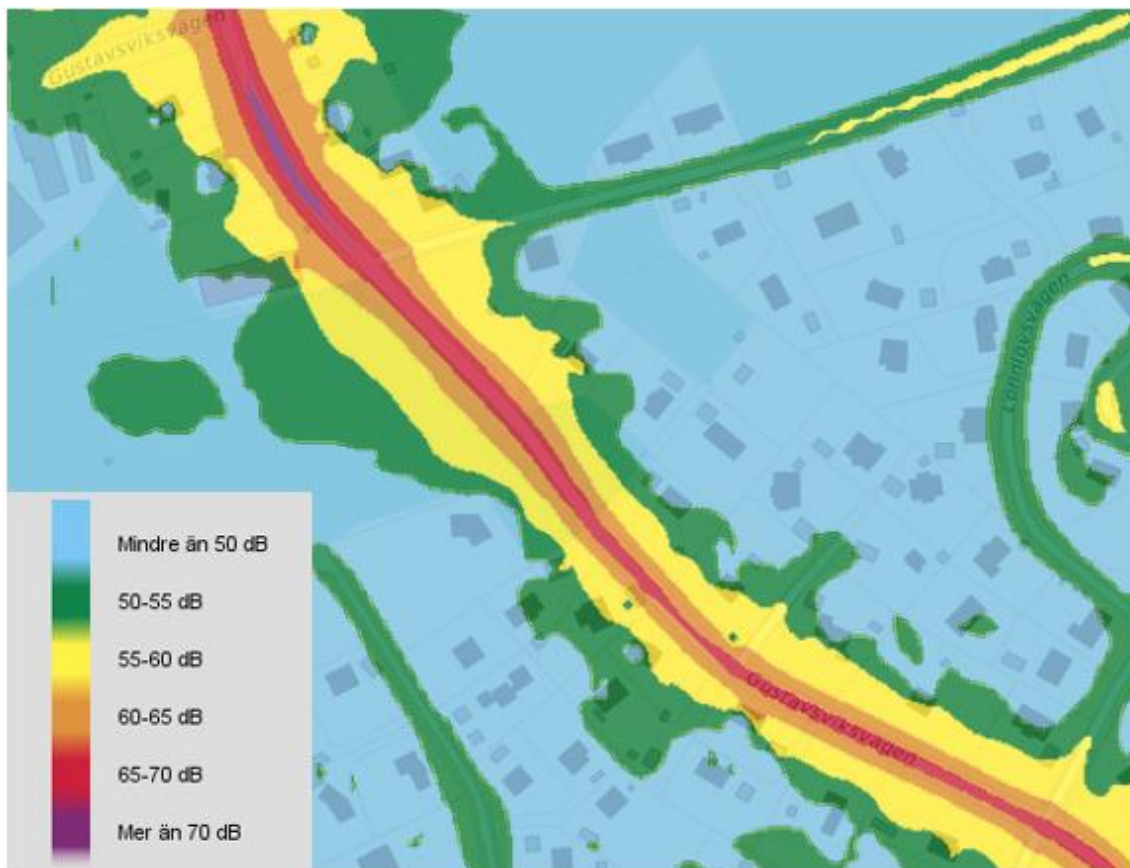 Gustavsviksvägen
Lönnlövsvägen
Gustavsviksvägen
Mindre än 50 dB
50-55 dB
55-60 dB
60-65 dB
65-70 dB
Mer än 70 dB